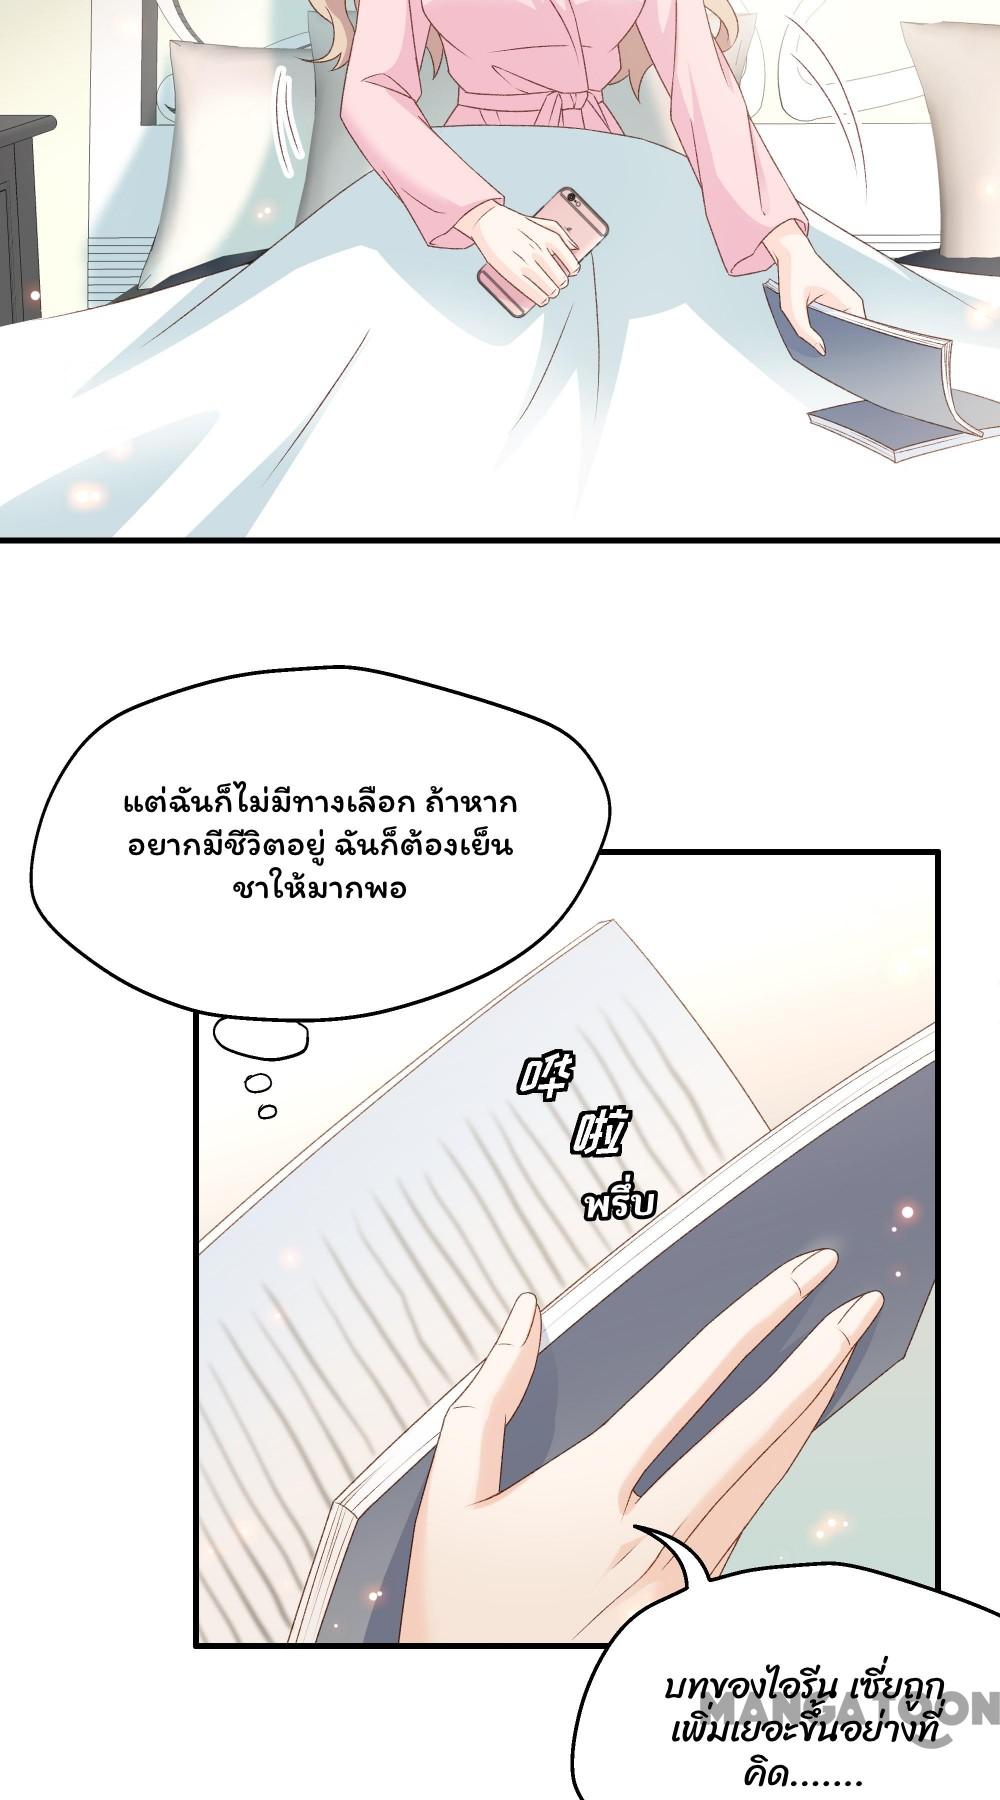 แต่ฉันก็ไม่มีทางเลือก ถ้าหาก
อยากมีชีวิตอยู่ ฉันก็ต้องเย็น
ชาให้มากพอ
哗
啦
พรึ่บ
บทของไอรีน เซี่ยถูก
MANGATOON
เพิ่มเยอะขึ้นอย่างที่
คิด.......